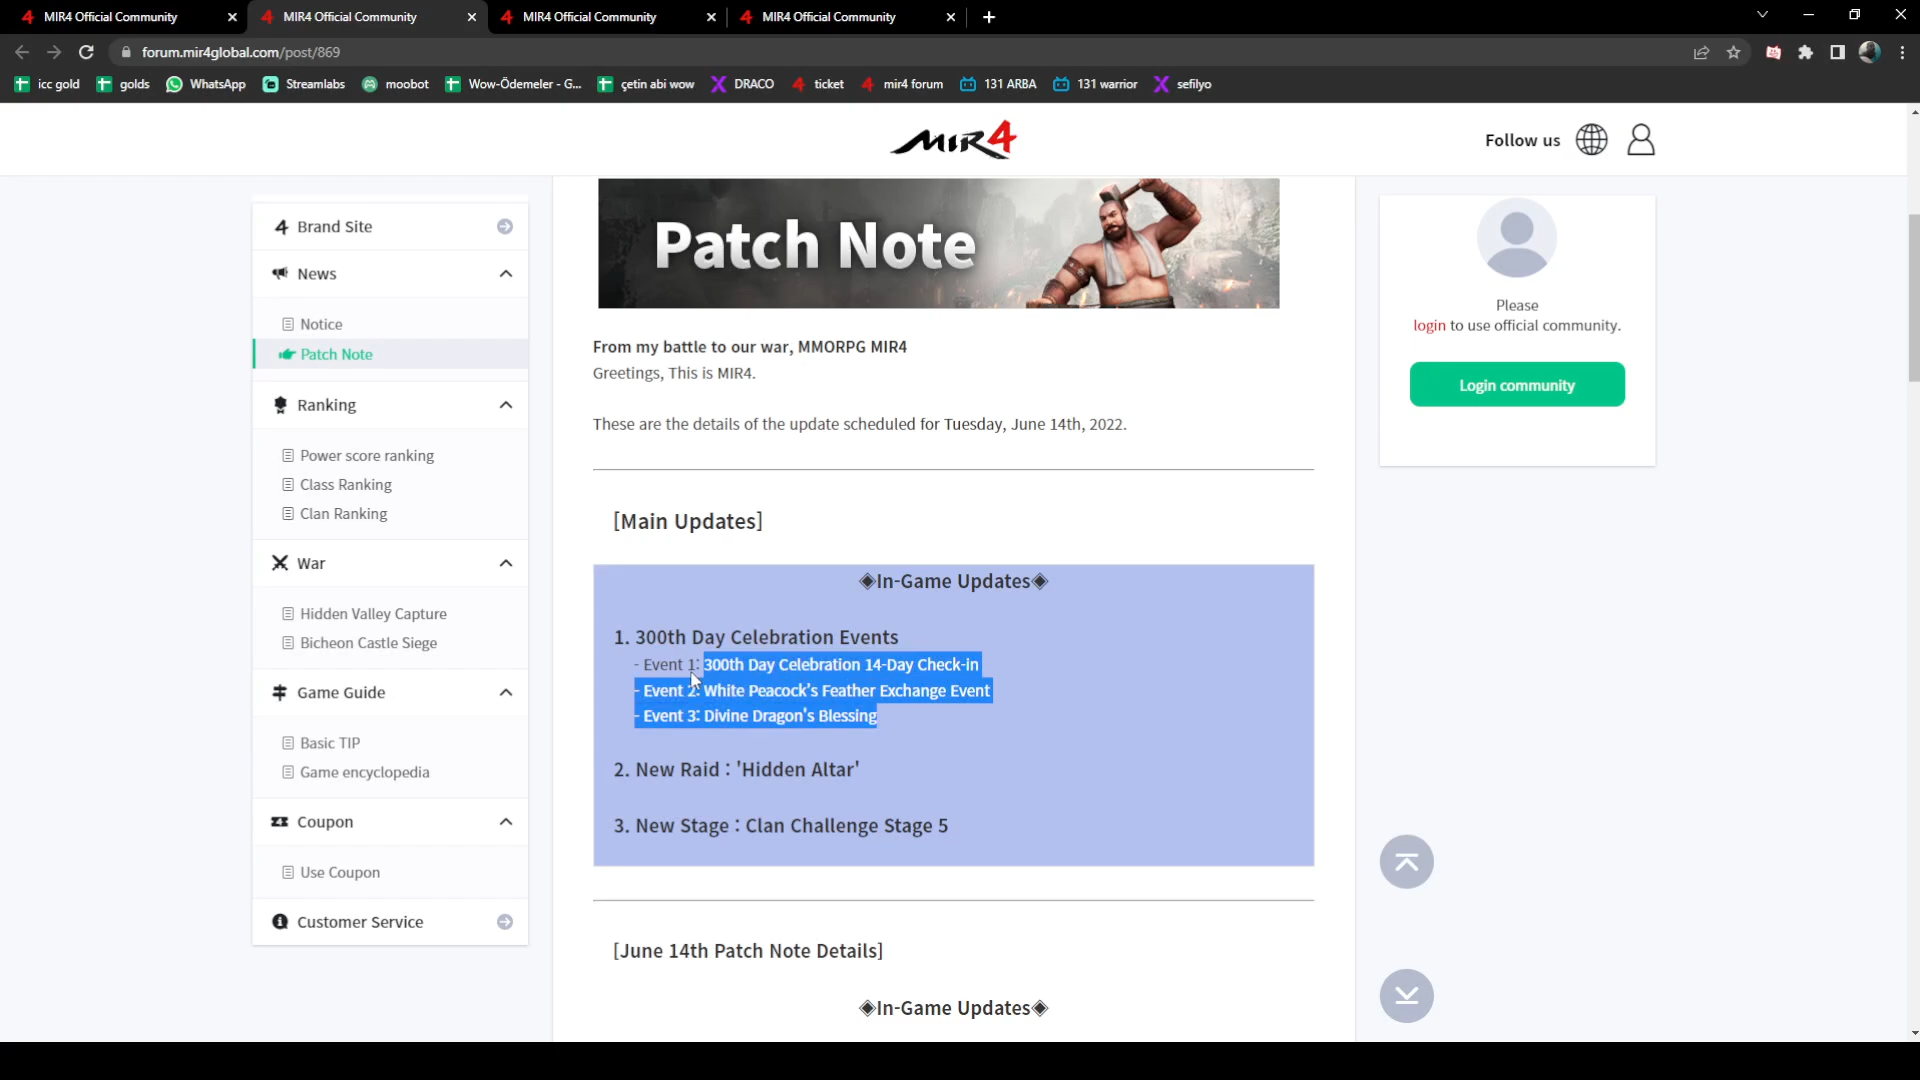 MIR4 Official Community
MIR4 Official Community
MIR4 Official Community
MIR4 Official Community
forum.mir4global.com/post/869
icc gold
golds
WhatsApp
Streamlabs
moobot
Wow-Ödemeler - G...
çetin abi wow
DRACO
ticket
mir4 forum
131 ARBA
131 warrior
sefilyo
MIR4
Follow us
Brand Site
News
Notice
Patch Note
Ranking
Power score ranking
Class Ranking
Clan Ranking
War
Hidden Valley Capture
Bicheon Castle Siege
Game Guide
Basic TIP
Game encyclopedia
Coupon
Use Coupon
Customer Service
Patch Note
From my battle to our war, MMORPG MIR4
Greetings, This is MIR4.
These are the details of the update scheduled for Tuesday, June 14th, 2022.
[Main Updates]
◈In-Game Updates◈
1. 300th Day Celebration Events
- Event 1: 300th Day Celebration 14-Day Check-in
- Event 2: White Peacock's Feather Exchange Event
- Event 3: Divine Dragon's Blessing
2. New Raid : 'Hidden Altar'
3. New Stage : Clan Challenge Stage 5
[June 14th Patch Note Details]
◈In-Game Updates◈
Please
login to use official community.
Login community